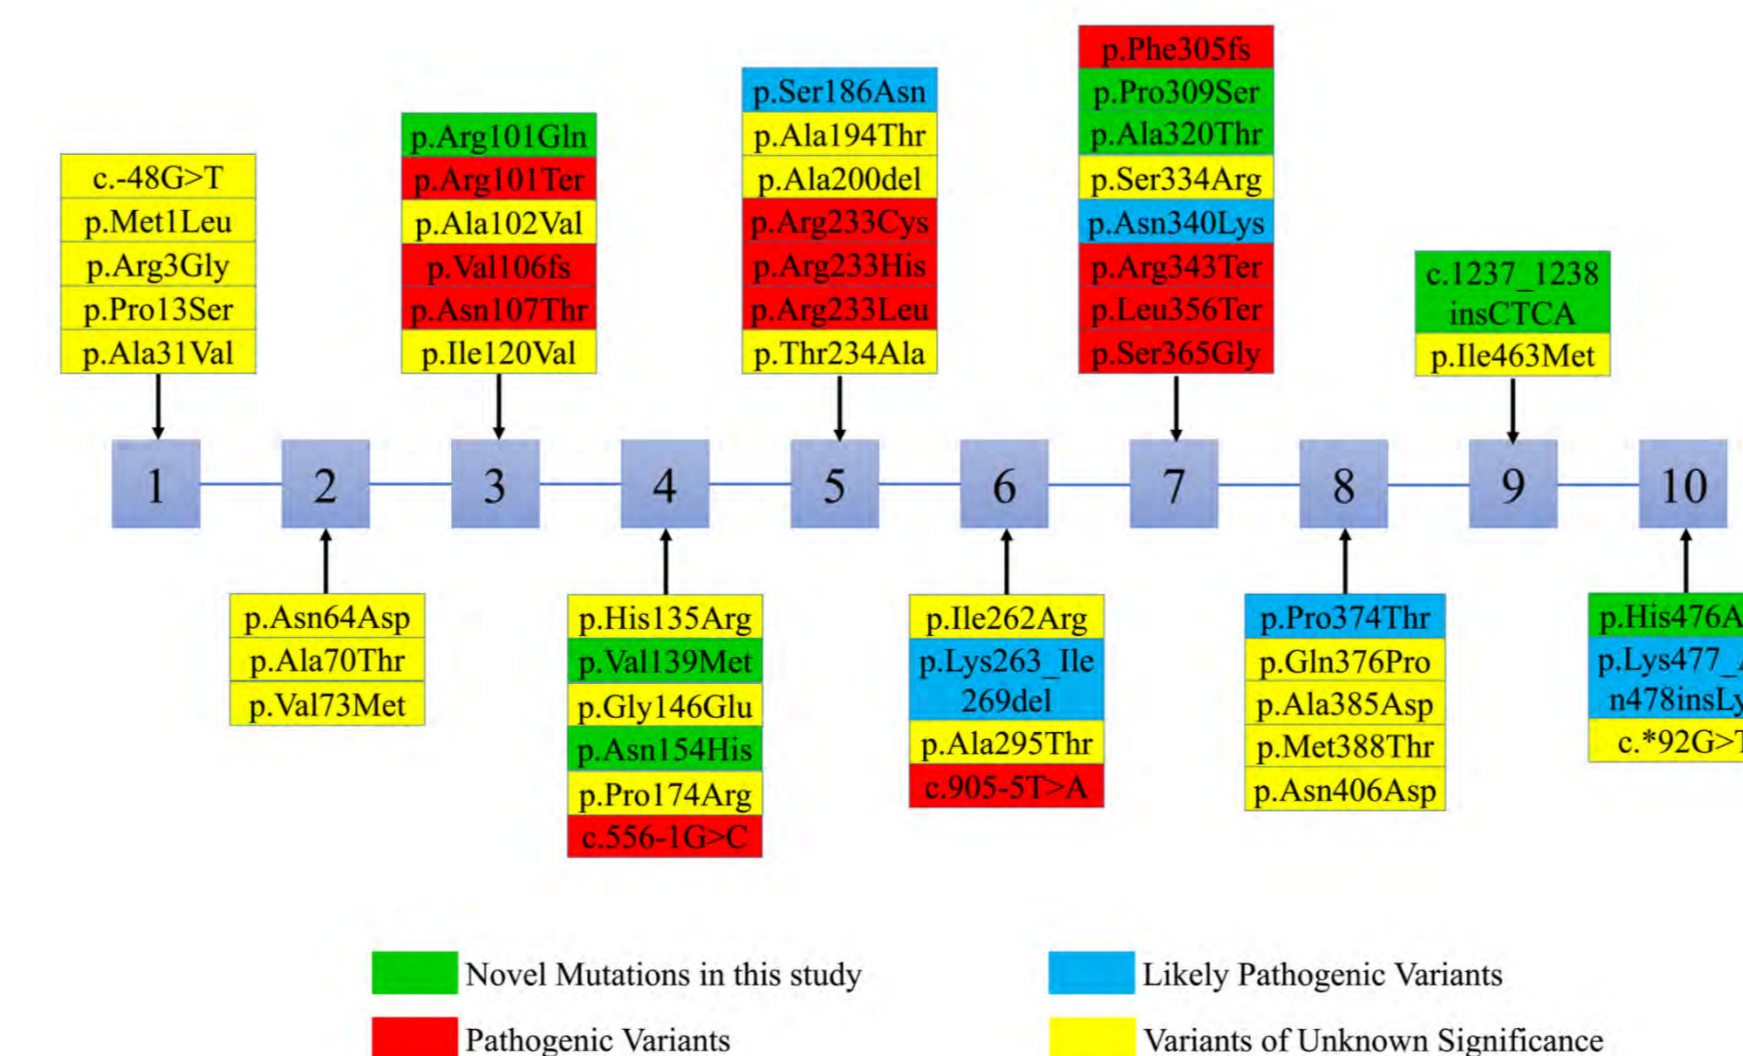 c.-48G>T
p.Met1Leu
p.Arg3Gly
p.Pro13Ser
p.Ala31Val
p.Arg101Gln
p.Arg101Ter
p.Ala102Val
p.Val106fs
p.Asn107Thr
p.Ile120Val
p.Ser186Asn
p.Ala194Thr
p.Ala200del
p.Arg233Cys
p.Arg233His
p.Arg233Leu
p.Thr234Ala
p.Phe305fs
p.Pro309Ser
p.Ala320Thr
p.Ser334Arg
p.Asn340Lys
p.Arg343Ter
p.Leu356Ter
p.Ser365Gly
c.1237_1238
insCTCA
p.Ile463Met
1
2
3
4
5
6
7
8
9
10
p.Asn64Asp
p.Ala70Thr
p.Val73Met
p.His135Arg
p.Val139Met
p.Gly146Glu
p.Asn154His
p.Pro174Arg
c.556-1G>C
p.Ile262Arg
p.Lys263_Ile
269del
p.Ala295Thr
c.905-5T>A
p.Pro374Thr
p.Gln376Pro
p.Ala385Asp
p.Met388Thr
p.Asn406Asp
c.*92G>T
Novel Mutations in this study
Likely Pathogenic Variants
Pathogenic Variants
Variants of Unknown Significance